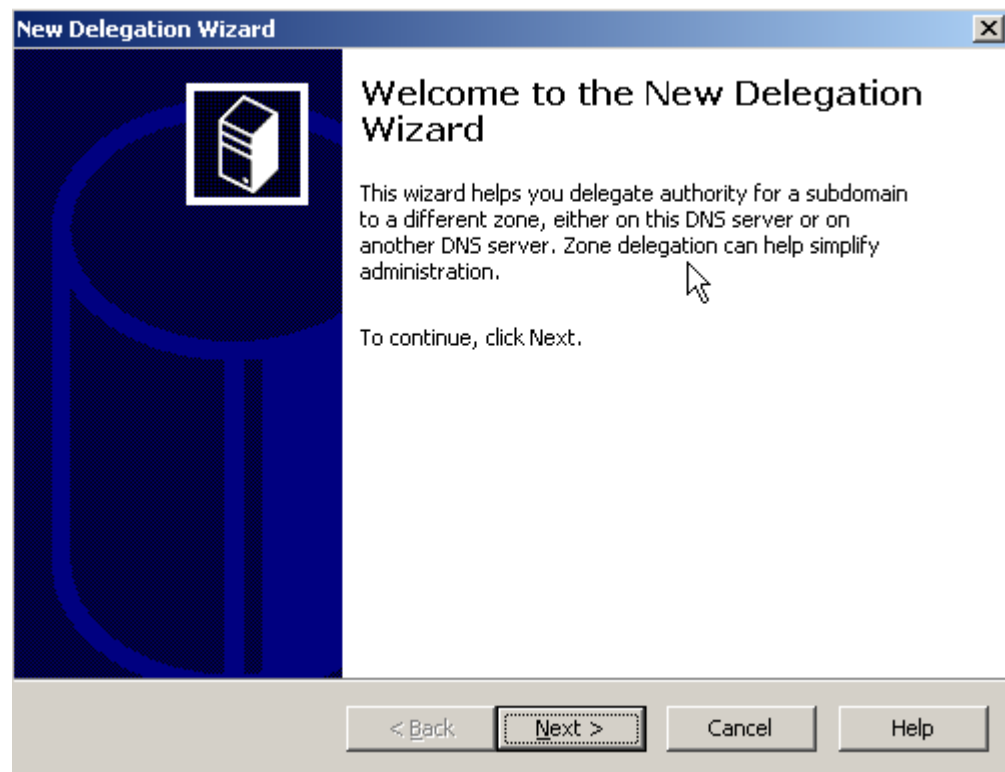 New Delegation Wizard
Welcome to the New Delegation
Wizard
This wizard helps you delegate authority for a subdomain
to a different zone, either on this DNS server or on
another DNS server. Zone delegation can help simplify
administration.
To continue, click Next.
< Back
Next >
Cancel
Help